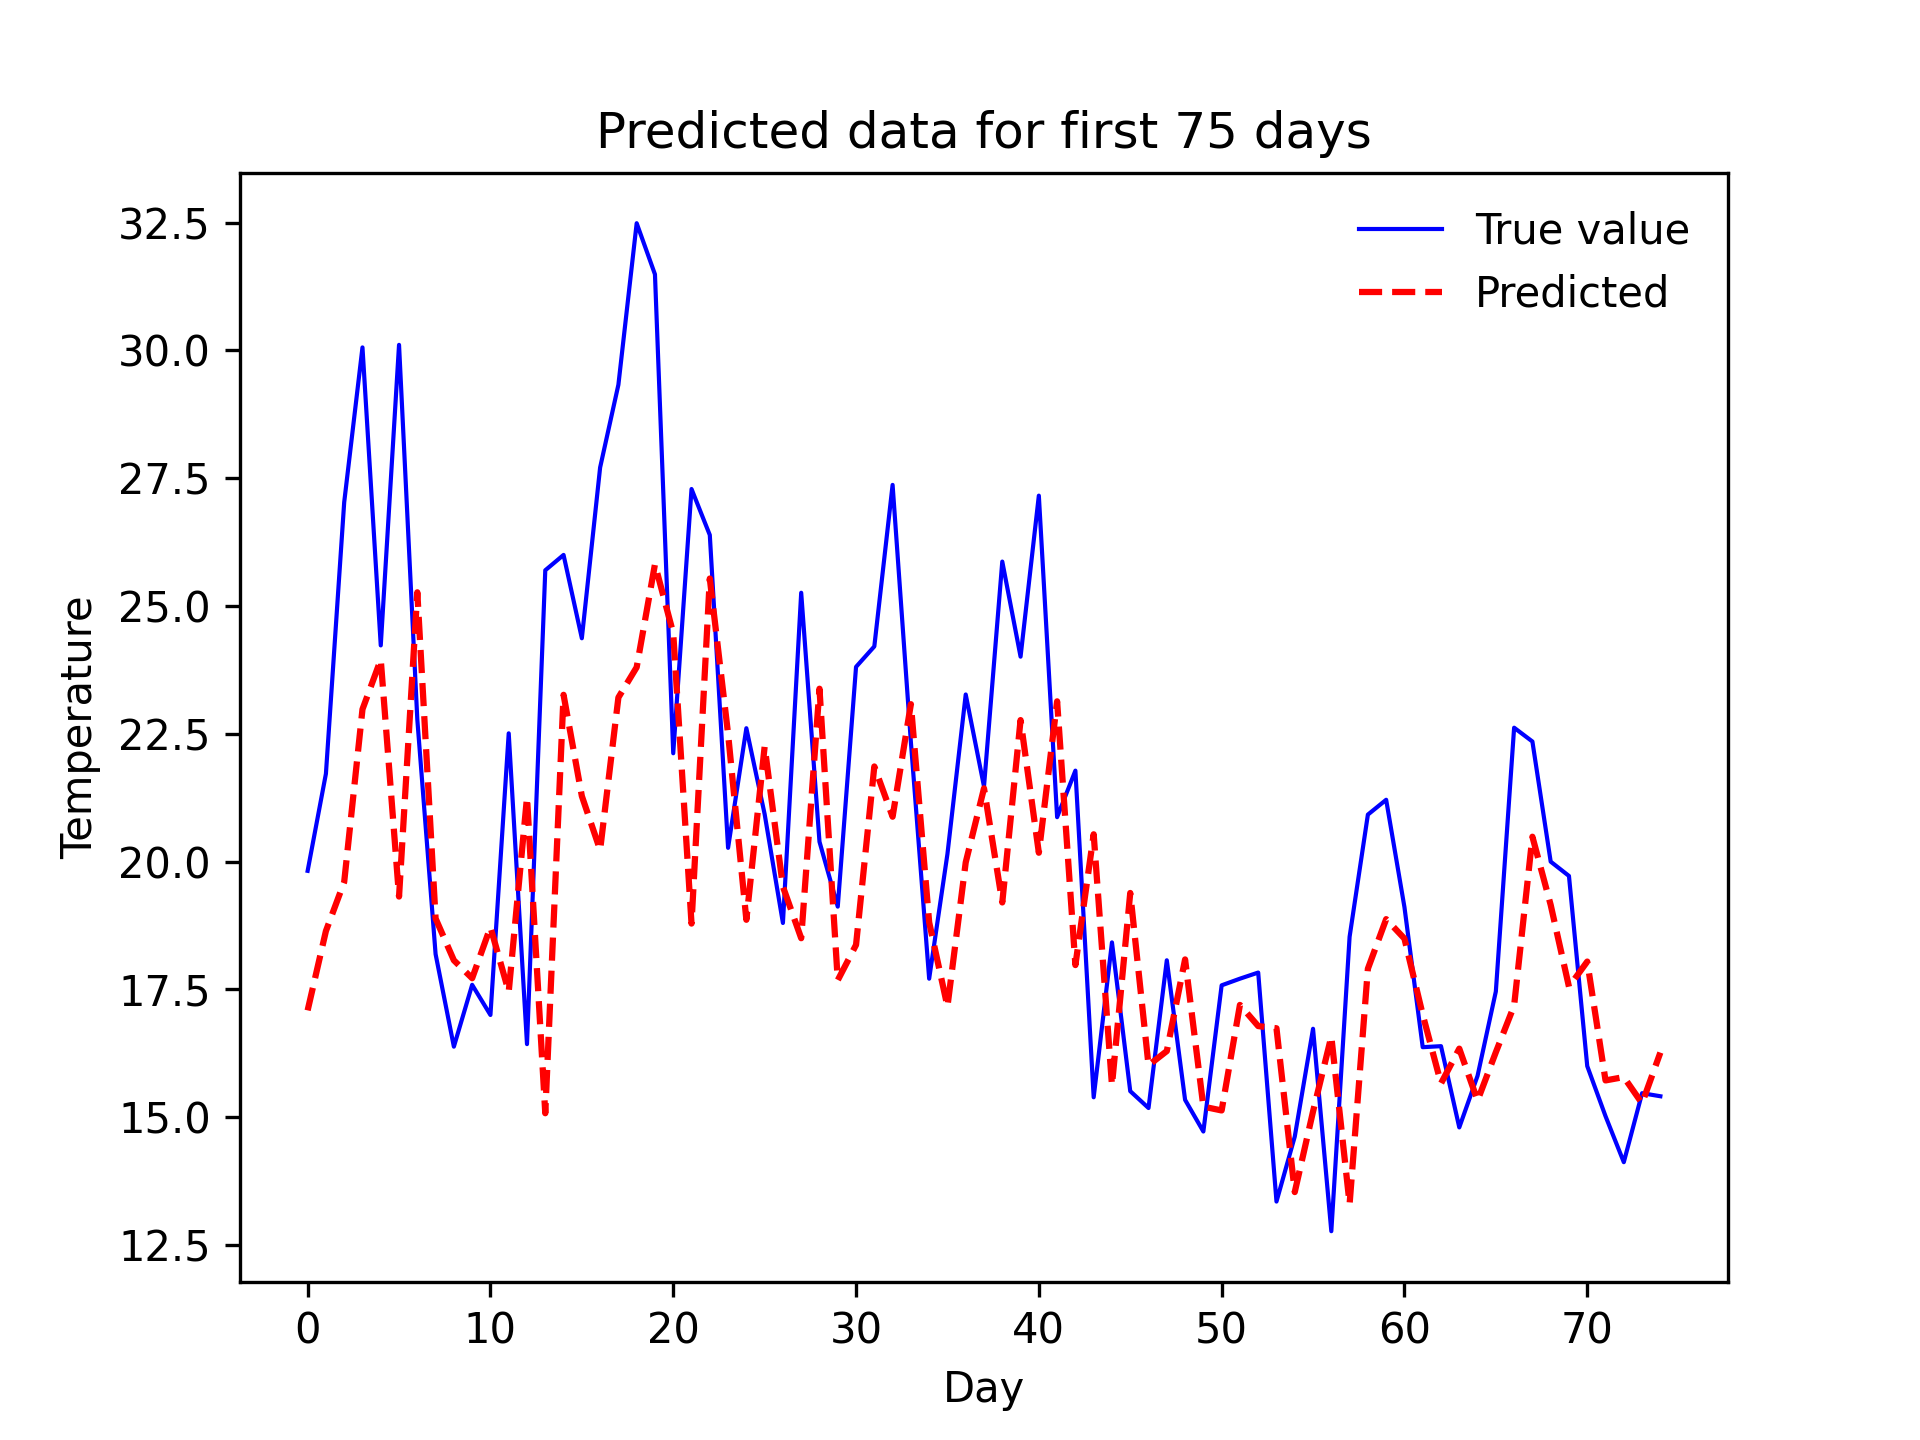 Predicted data for first 75 days
True value
Predicted
Temperature
32.5
30.0
27.5
25.0
22.5
20.0
17.5
15.0
12.5
0 10 20 30 40 50 60 70
Day